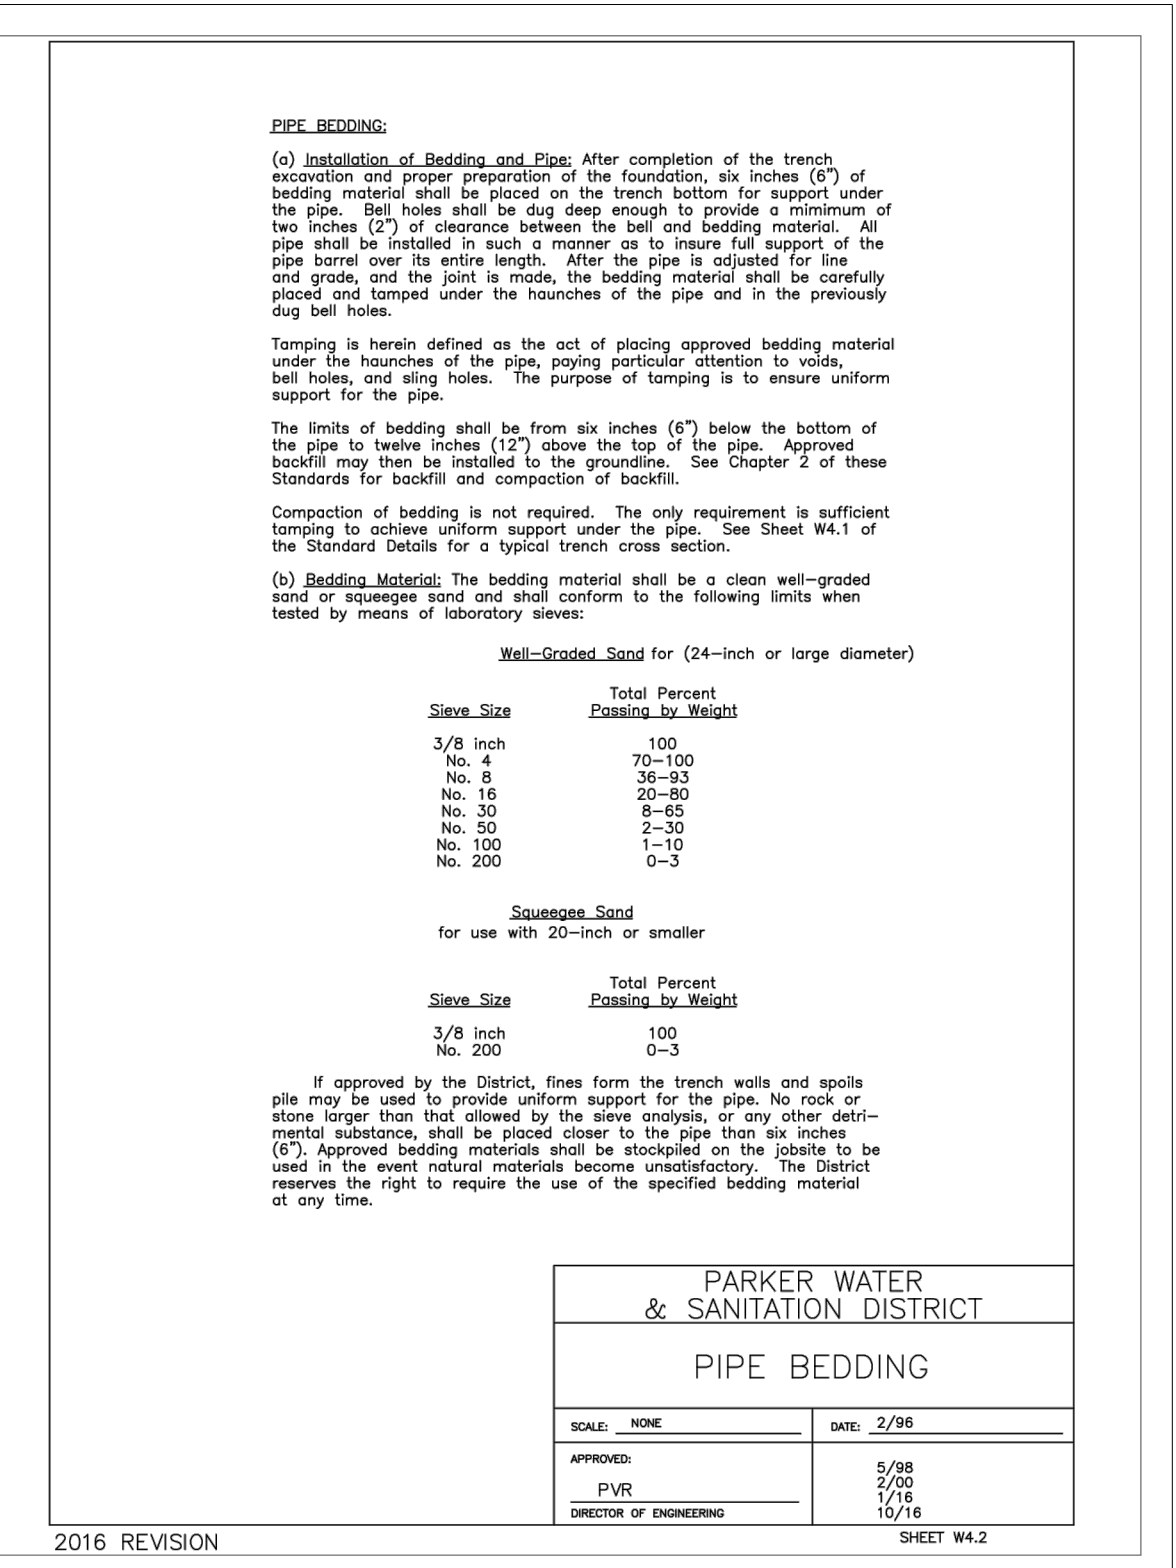 PIPE BEDDING:
(a) Installation of Bedding and Pipe: After completion of the trench
excavation and proper preparation of the foundation, six inches (6") of
bedding material shall be placed on the trench bottom for support under
the pipe. Bell holes shall be dug deep enough to provide a mimimum of
two inches (2") of clearance between the bell and bedding material. All
pipe shall be installed in such a manner as to insure full support of the
pipe barrel over its entire length. After the pipe is adjusted for line
and grade, and the joint is made, the bedding material shall be carefully
placed and tamped under the haunches of the pipe and in the previously
dug bell holes.
Tamping is herein defined as the act of placing approved bedding material
under the haunches of the pipe, paying particular attention to voids,
bell holes, and sling holes. The purpose of tamping is to ensure uniform
support for the pipe.
The limits of bedding shall be from six inches (6") below the bottom of
the pipe to twelve inches (12") above the top of the pipe. Approved
backfill may then be installed to the groundline. See Chapter 2 of these
Standards for backfill and compaction of backfill.
Compaction of bedding is not required. The only requirement is sufficient
tamping to achieve uniform support under the pipe. See Sheet W4.1 of
the Standard Details for a typical trench cross section.
(b) Bedding Material: The bedding material shall be a clean well-graded
sand or squeegee sand and shall conform to the following limits when
tested by means of laboratory sieves:
Well-Graded Sand for (24-inch or large diameter)
Total Percent
Sieve Size Passing by Weight
3/8 inch 100
No. 4 70-100
No. 8 36-93
No. 16 20-80
No. 30 8-65
No. 50 2-30
No. 100 1-10
No. 200 0-3
Squeegee Sand
for use with 20-inch or smaller
Total Percent
Sieve Size Passing by Weight
3/8 inch 100
No. 200 0-3
If approved by the District, fines form the trench walls and spoils
pile may be used to provide uniform support for the pipe. No rock or
stone larger than that allowed by the sieve analysis, or any other detri-
mental substance, shall be placed closer to the pipe than six inches
(6"). Approved bedding materials shall be stockpiled on the jobsite to be
used in the event natural materials become unsatisfactory. The District
reserves the right to require the use of the specified bedding material
at any time.
PARKER WATER
& SANITATION DISTRICT
PIPE BEDDING
SCALE: NONE
DATE: 2/96
APPROVED:
PVR
DIRECTOR OF ENGINEERING
5/98
2/00
1/16
10/16
2016 REVISION
SHEET W4.2